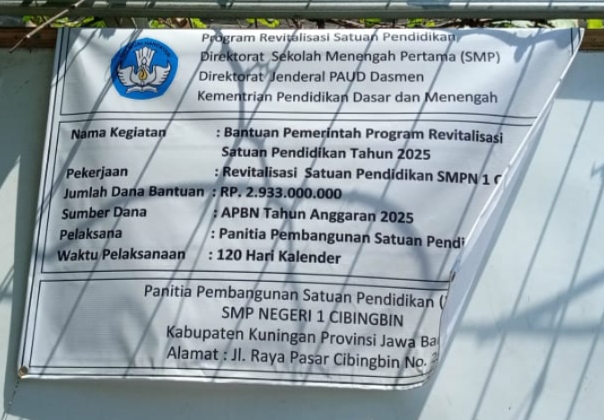 Program Revitalisasi Satuan Pendidikan
Direktorat Sekolah Menengah Pertama (SMP)
Direktorat Jenderal PAUD Dasmen
Kementrian Pendidikan Dasar dan Menengah
Nama Kegiatan : Bantuan Pemerintah Program Revitalisasi
Satuan Pendidikan Tahun 2025
Pekerjaan : Revitalisasi Satuan Pendidikan SMPN 1
Jumlah Dana Bantuan : RP. 2.933.000.000
Sumber Dana : APBN Tahun Anggaran 2025
Pelaksana : Panitia Pembangunan Satuan Pendi
Waktu Pelaksanaan : 120 Hari Kalender
Panitia Pembangunan Satuan Pendidikan (
SMP NEGERI 1 CIBINGBIN
Kabupaten Kuningan Provinsi Jawa Ba
Alamat : Jl. Raya Pasar Cibingbin No.